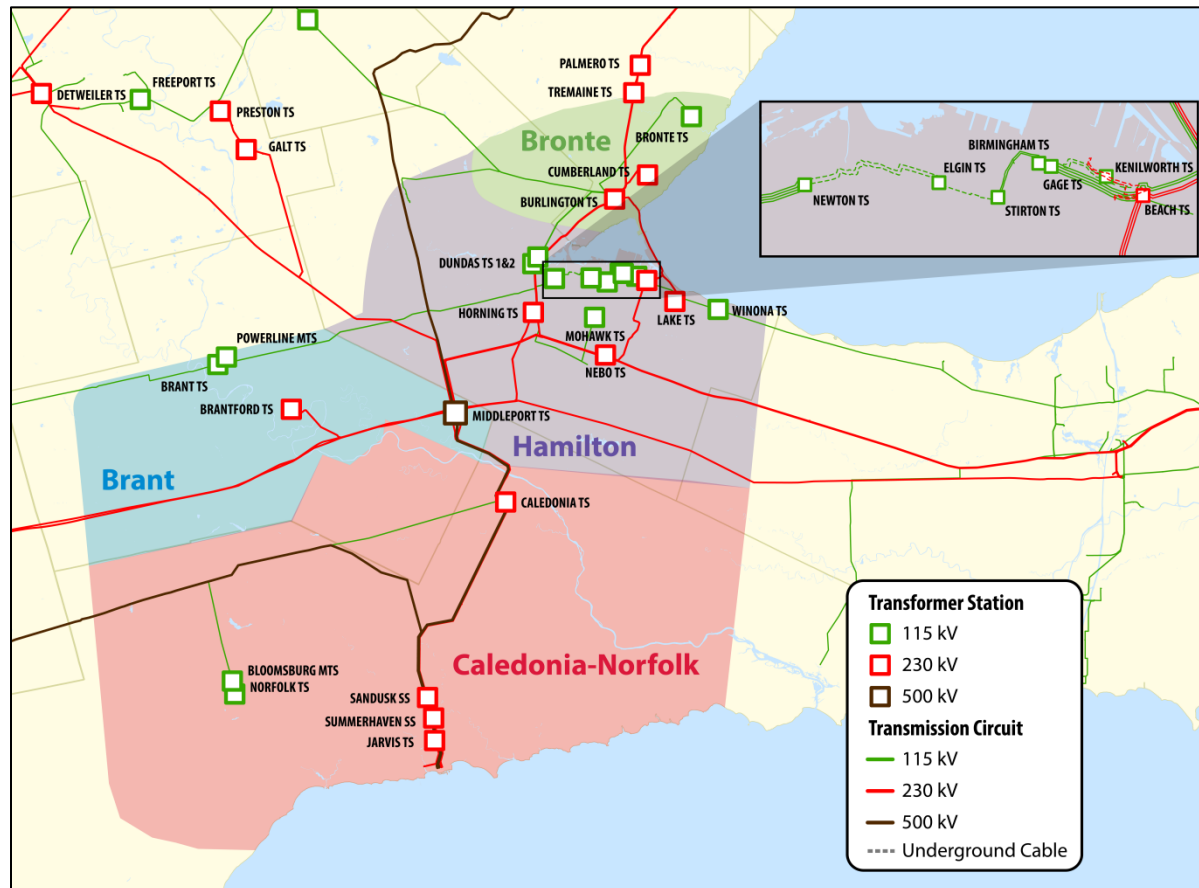 PALMERO TS
FREEPORT TS
DETWEILER TS
TREMAINE TS
PRESTON TS
BRONTE TS
Bronte
GALT TS
BIRMINGHAM TS
CUMBERLAND TS
ELGIN TS
KENILWORTH TS
GAGE TS
NEWTON TS
BURLINGTON TS
STIRTON TS
BEACH TS
DUNDAS TS 1&2
HORNING TS
LAKE TS
WINONA TS
MOHAWK TS
POWERLINE MTS
NEBO TS
BRANT TS
BRANTFORD TS
MIDDLEPORT TS
Hamilton
Brant
CALEDONIA TS
Transformer Station
115 kV
230 kV
500 kV
Transmission Circuit
115 kV
230 kV
500 kV
Underground Cable
Caledonia-Norfolk
BLOOMSBURG MTS
NORFOLK TS
SANDUSK SS
SUMMERHAVEN SS
JARVIS TS